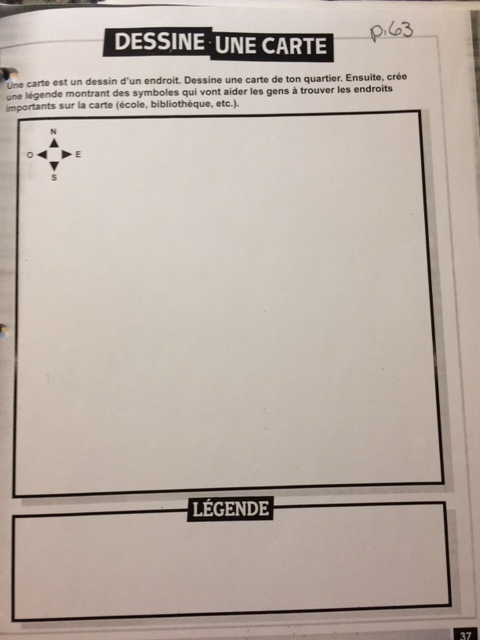 p.63
DESSINE UNE CARTE
Une carte est un dessin d'un endroit. Dessine une carte de ton quartier. Ensuite, crée
une légende montrant des symboles qui vont aider les gens à trouver les endroits
importants sur la carte (école, bibliothèque, etc.).
N
O E
S
LÉGENDE
37